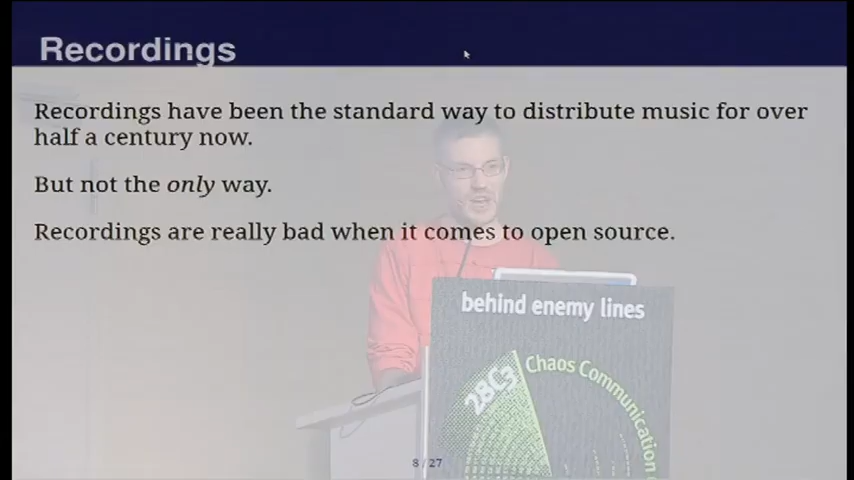 Recordings
Recordings have been the standard way to distribute music for over
half a century now.
But not the only way.
Recordings are really bad when it comes to open source.
behind enemy lines
28C3
Chaos Communication
8 / 27